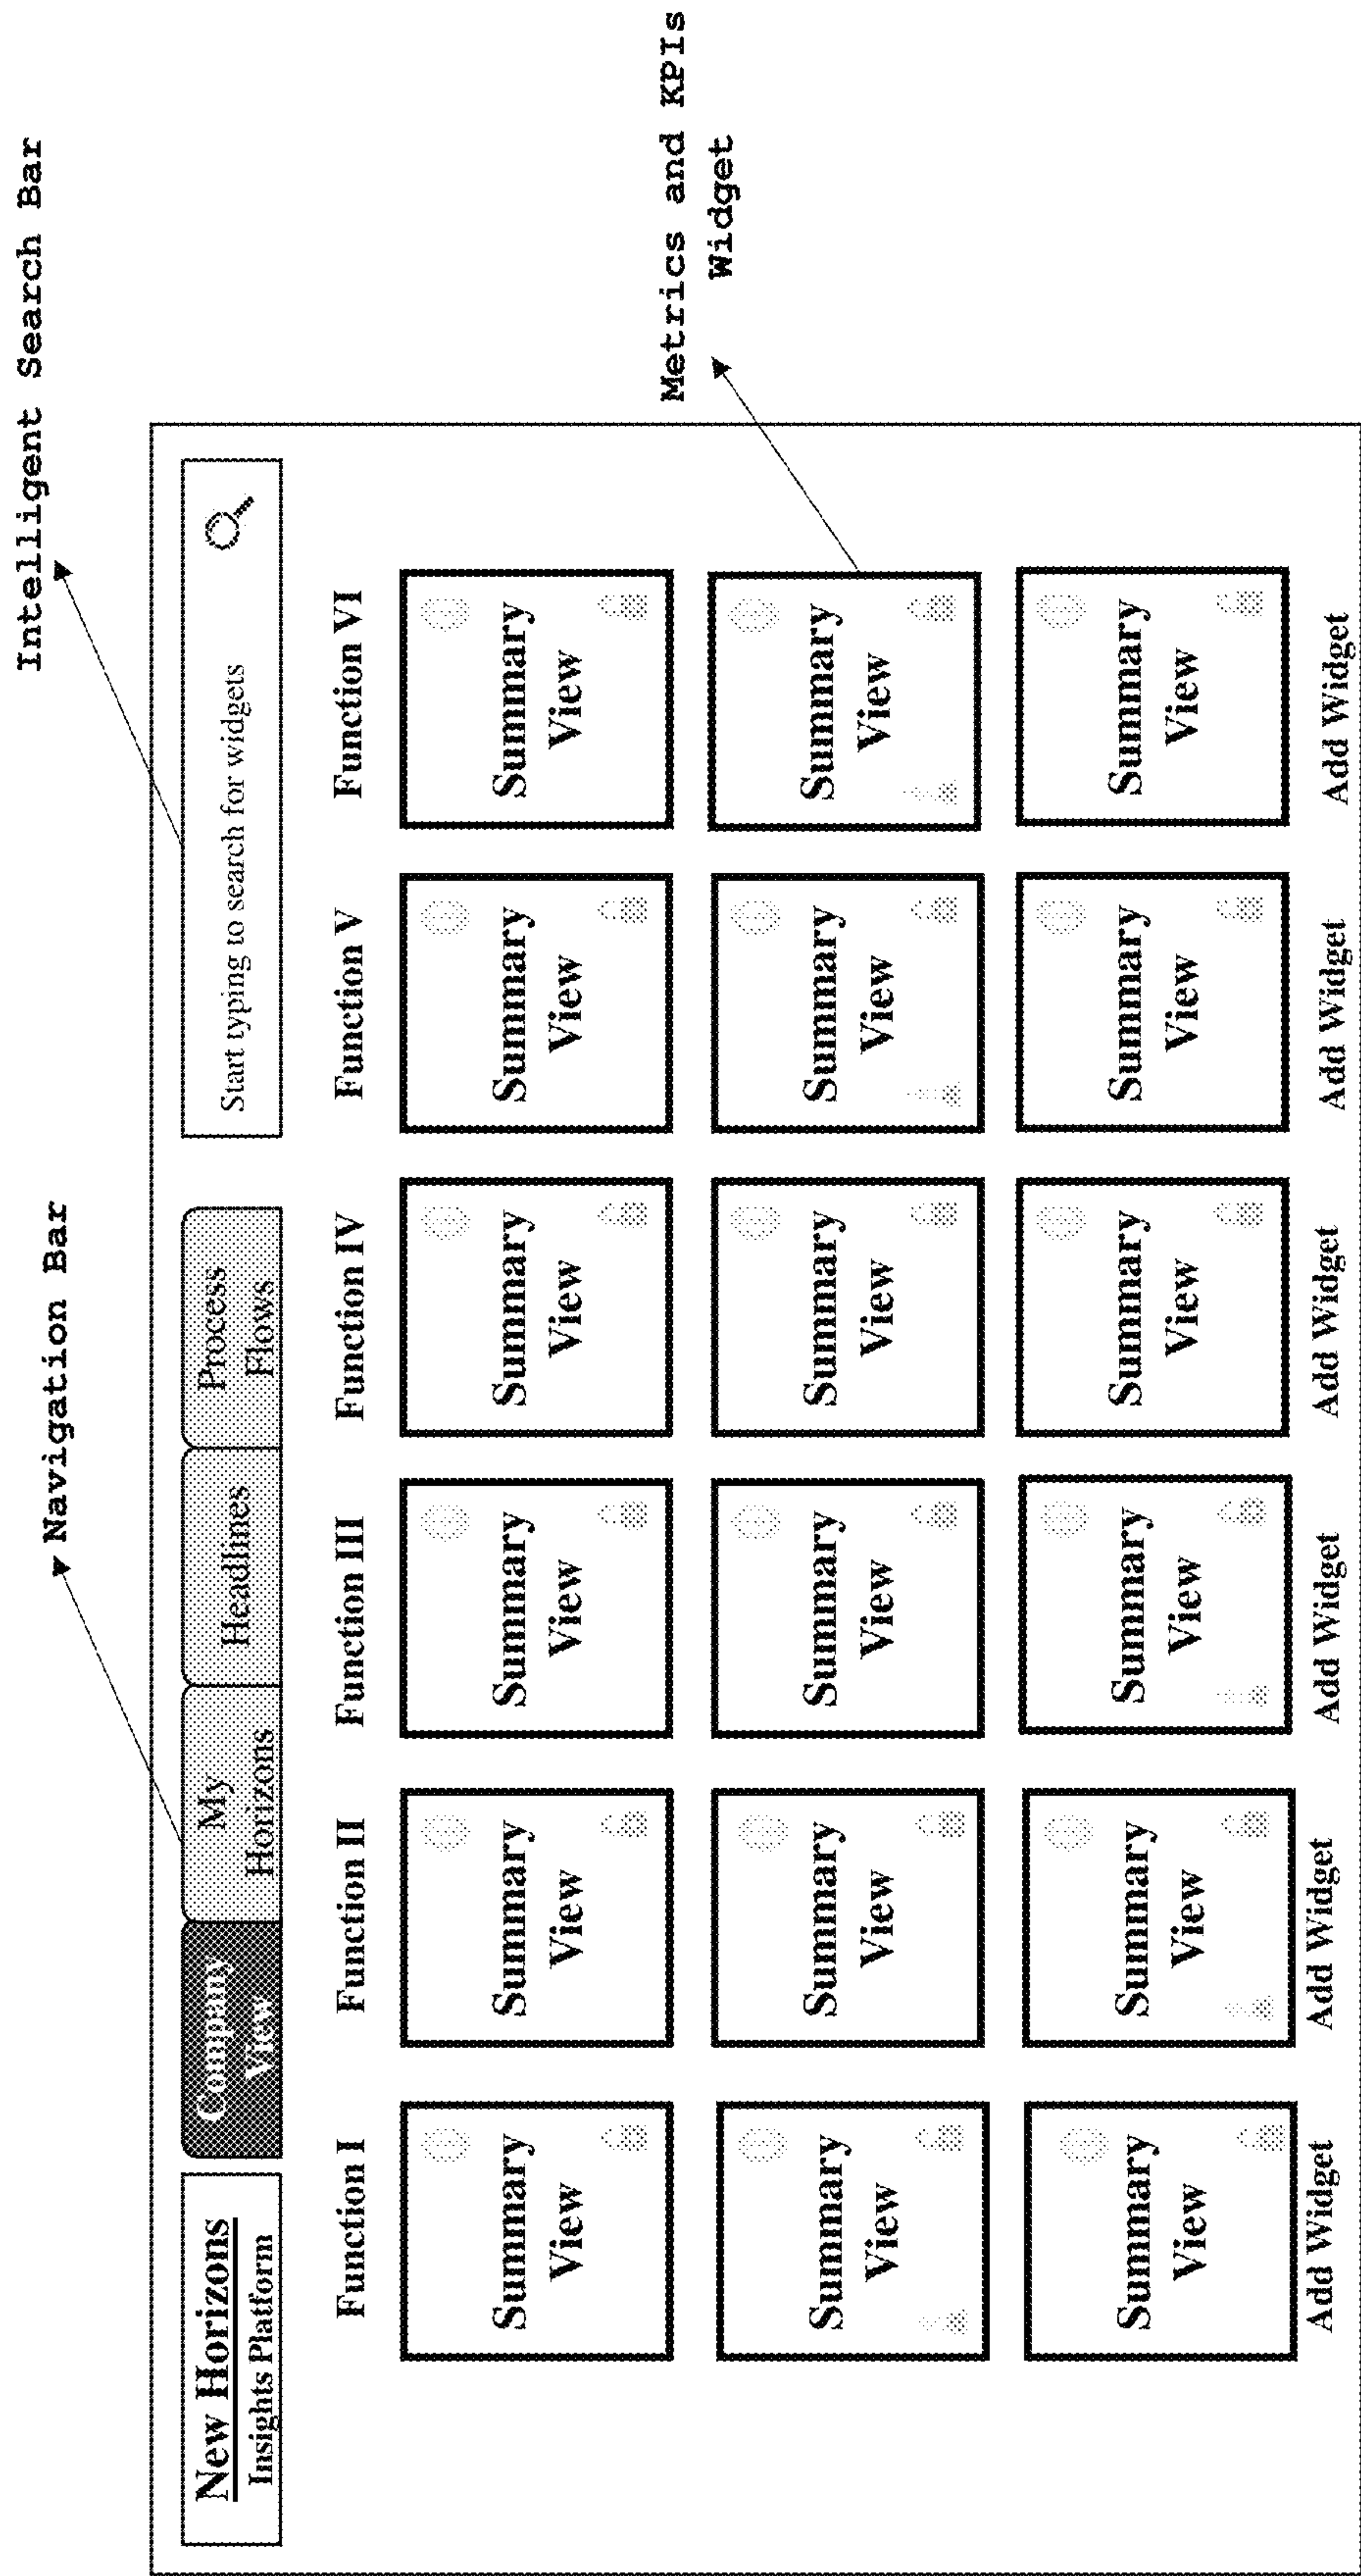 Intelligent Search Bar
Navigation Bar
New Horizons
Insights Platform
Company
View
My
Horizons
Headlines
Process
Flows
Start typing to search for widgets
Function I
Function II
Function III
Function IV
Function V
Function VI
Summary
View
Summary
View
Summary
View
Summary
View
Summary
View
Summary
View
Metrics and KPIs
Widget
Summary
View
Summary
View
Summary
View
Summary
View
Summary
View
Summary
View
Summary
View
Summary
View
Summary
View
Summary
View
Summary
View
Summary
View
Add Widget
Add Widget
Add Widget
Add Widget
Add Widget
Add Widget